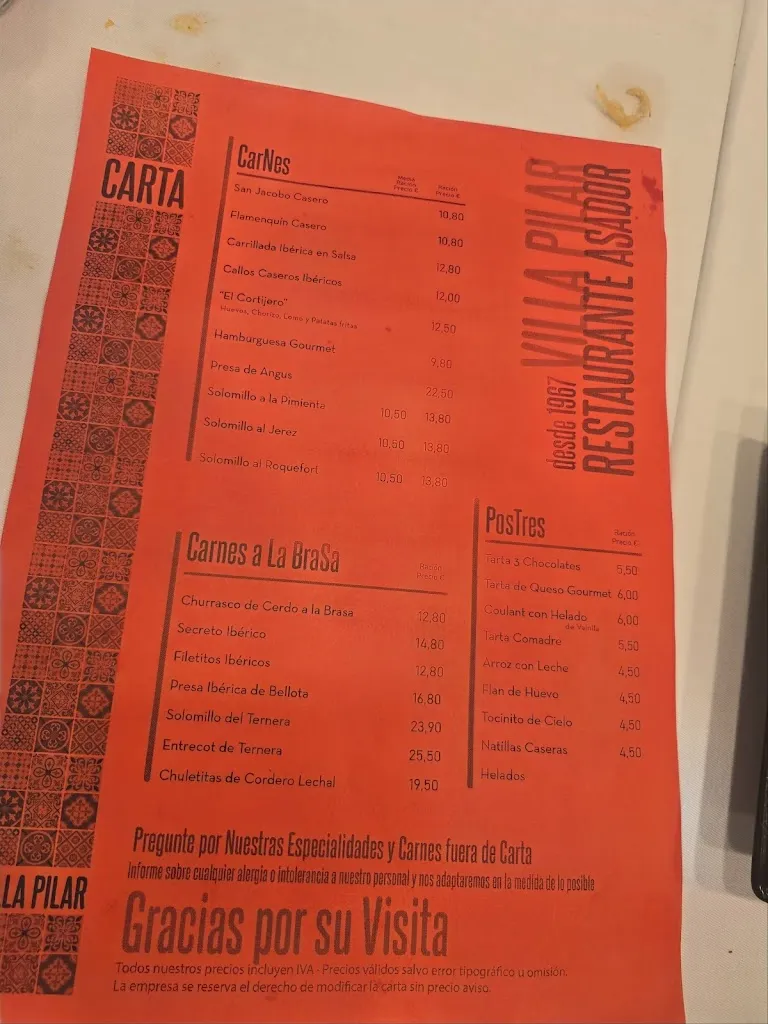 CARTA
CarNes
Media Ración Precio €
Ración Precio €
San Jacobo Casero 10,80
Flamenquín Casero 10,80
Carrillada Ibérica en Salsa 12,80
Callos Caseros Ibéricos 12,00
"El Cortijero" 12,50
Huevos, Chorizo, Lomo y Patatas fritas
Hamburguesa Gourmet 9,80
Presa de Angus 22,50
Solomillo a la Pimienta 10,50 13,80
Solomillo al Jerez 10,50 13,80
Solomillo al Roquefort 10,50 13,80
VILLA PILAR
desde 1967 RESTAURANTE ASADOR
Carnes a La BraSa
Ración Precio €
Churrasco de Cerdo a la Brasa 12,80
Secreto Ibérico 14,80
Filetitos Ibéricos 12,80
Presa Ibérica de Bellota 16,80
Solomillo del Ternera 23,90
Entrecot de Ternera 25,50
Chuletitas de Cordero Lechal 19,50
PosTres
Ración Precio €
Tarta 3 Chocolates 5,50
Tarta de Queso Gourmet 6,00
Coulant con Helado 6,00
de Vainilla
Tarta Comadre 5,50
Arroz con Leche 4,50
Flan de Huevo 4,50
Tocinito de Cielo 4,50
Natillas Caseras 4,50
Helados
Pregunte por Nuestras Especialidades y Carnes fuera de Carta
Informe sobre cualquier alergia o intolerancia a nuestro personal y nos adaptaremos en la medida de lo posible
LA PILAR
Gracias por su Visita
Todos nuestros precios incluyen IVA - Precios válidos salvo error tipográfico u omisión.
La empresa se reserva el derecho de modificar la carta sin precio aviso.